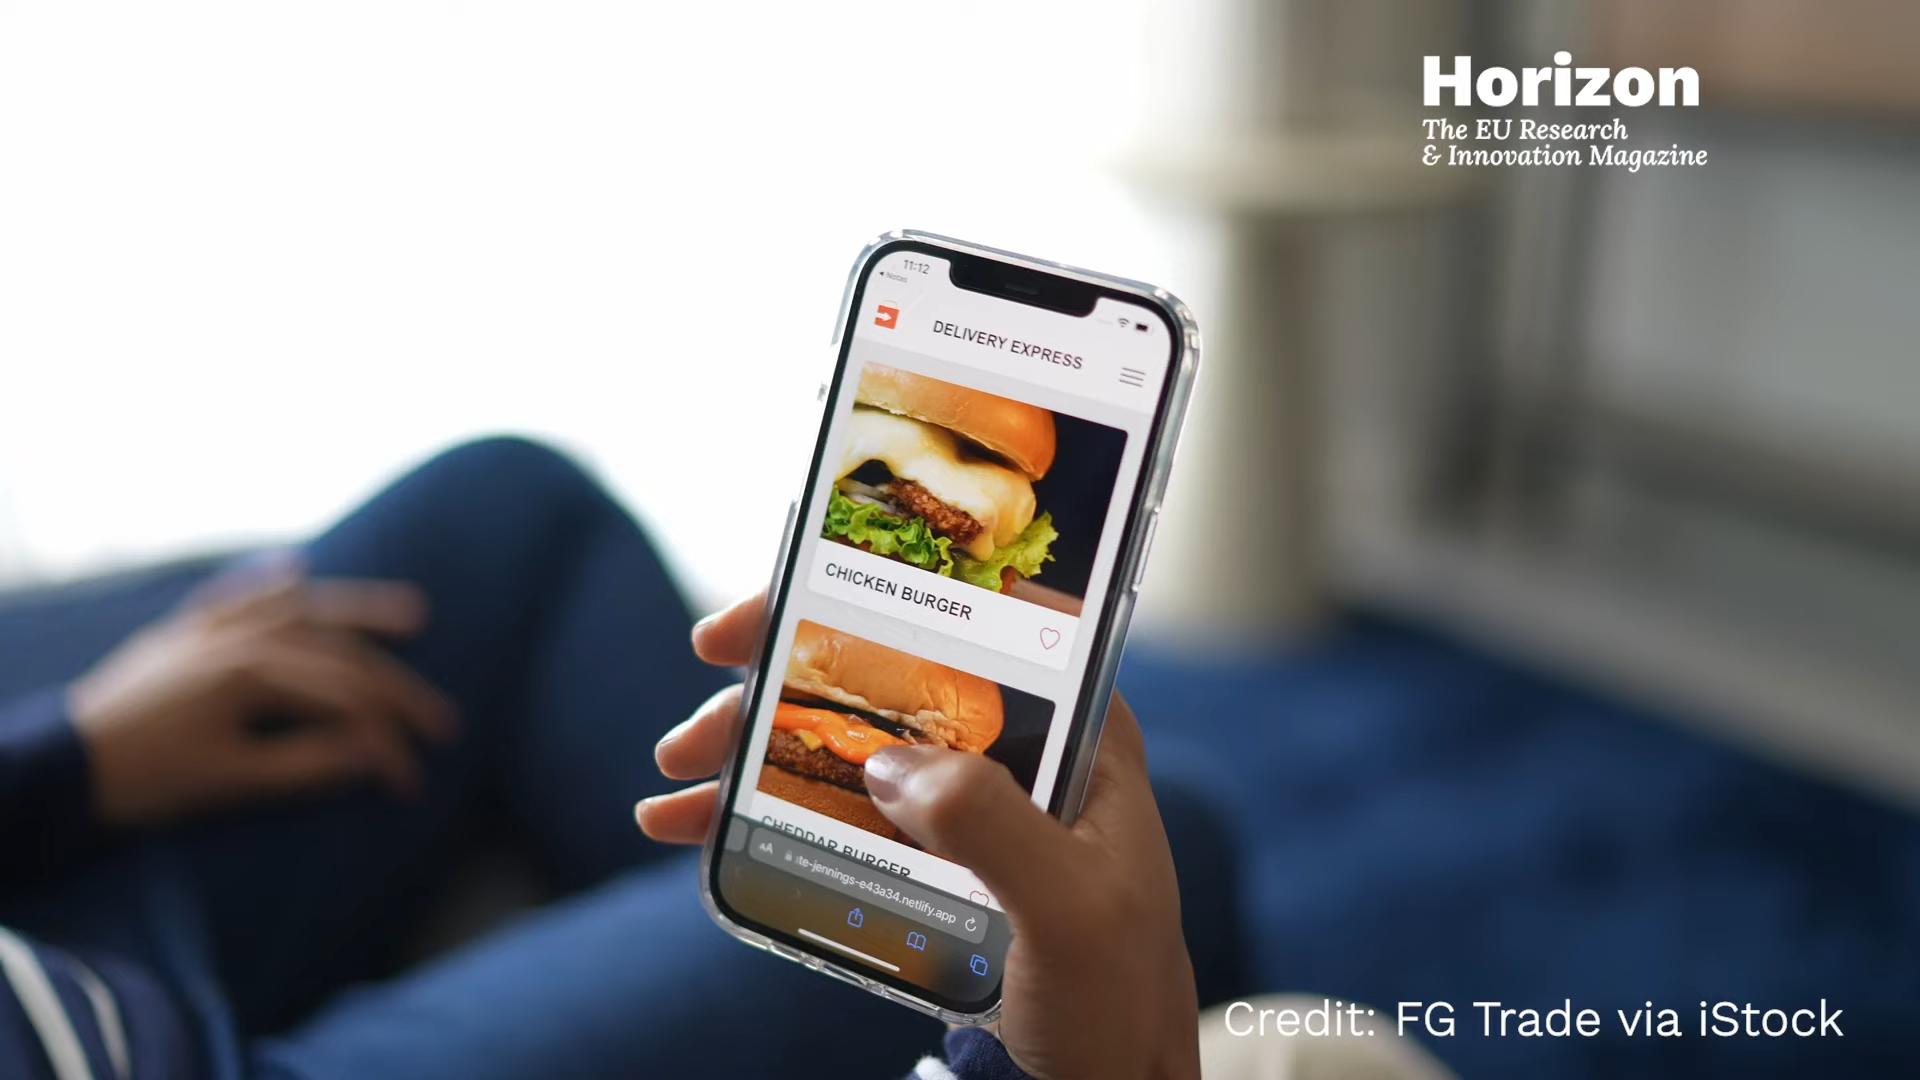 Horizon
The EU Research
& Innovation Magazine
11:12
Notas
DELIVERY EXPRESS
CHICKEN BURGER
CHEDDAR BURGER
AA
te-jennings-e43a34.netlify.app
Credit: FG Trade via iStock